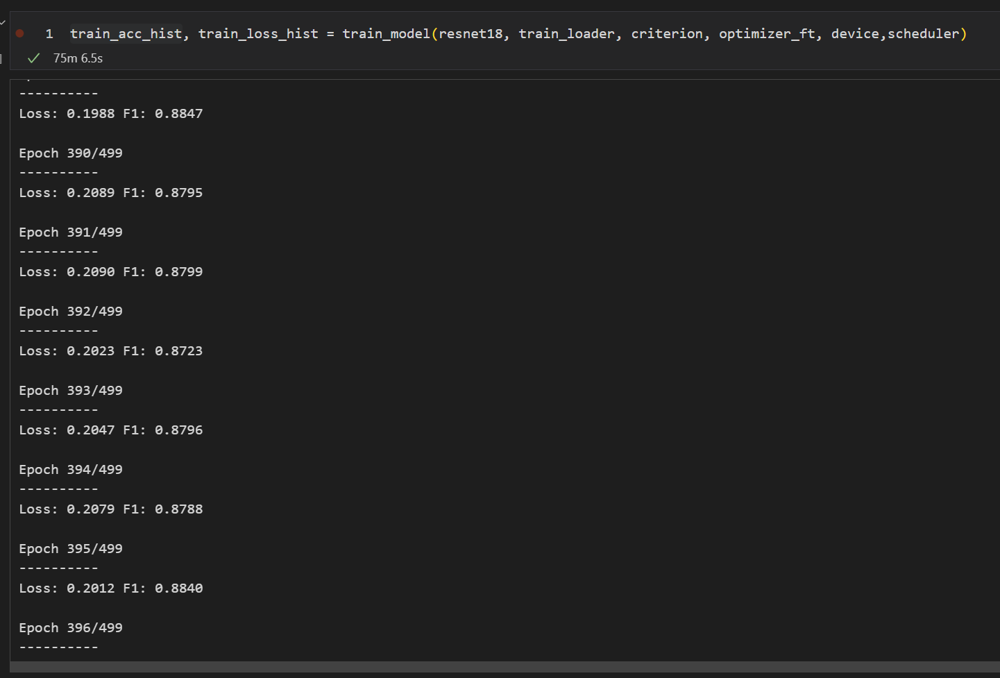 1 train_acc_hist, train_loss_hist = train_model(resnet18, train_loader, criterion, optimizer_ft, device,scheduler)
75m 6.5s
----------
Loss: 0.1988 F1: 0.8847
Epoch 390/499
----------
Loss: 0.2089 F1: 0.8795
Epoch 391/499
----------
Loss: 0.2090 F1: 0.8799
Epoch 392/499
----------
Loss: 0.2023 F1: 0.8723
Epoch 393/499
----------
Loss: 0.2047 F1: 0.8796
Epoch 394/499
----------
Loss: 0.2079 F1: 0.8788
Epoch 395/499
----------
Loss: 0.2012 F1: 0.8840
Epoch 396/499
----------